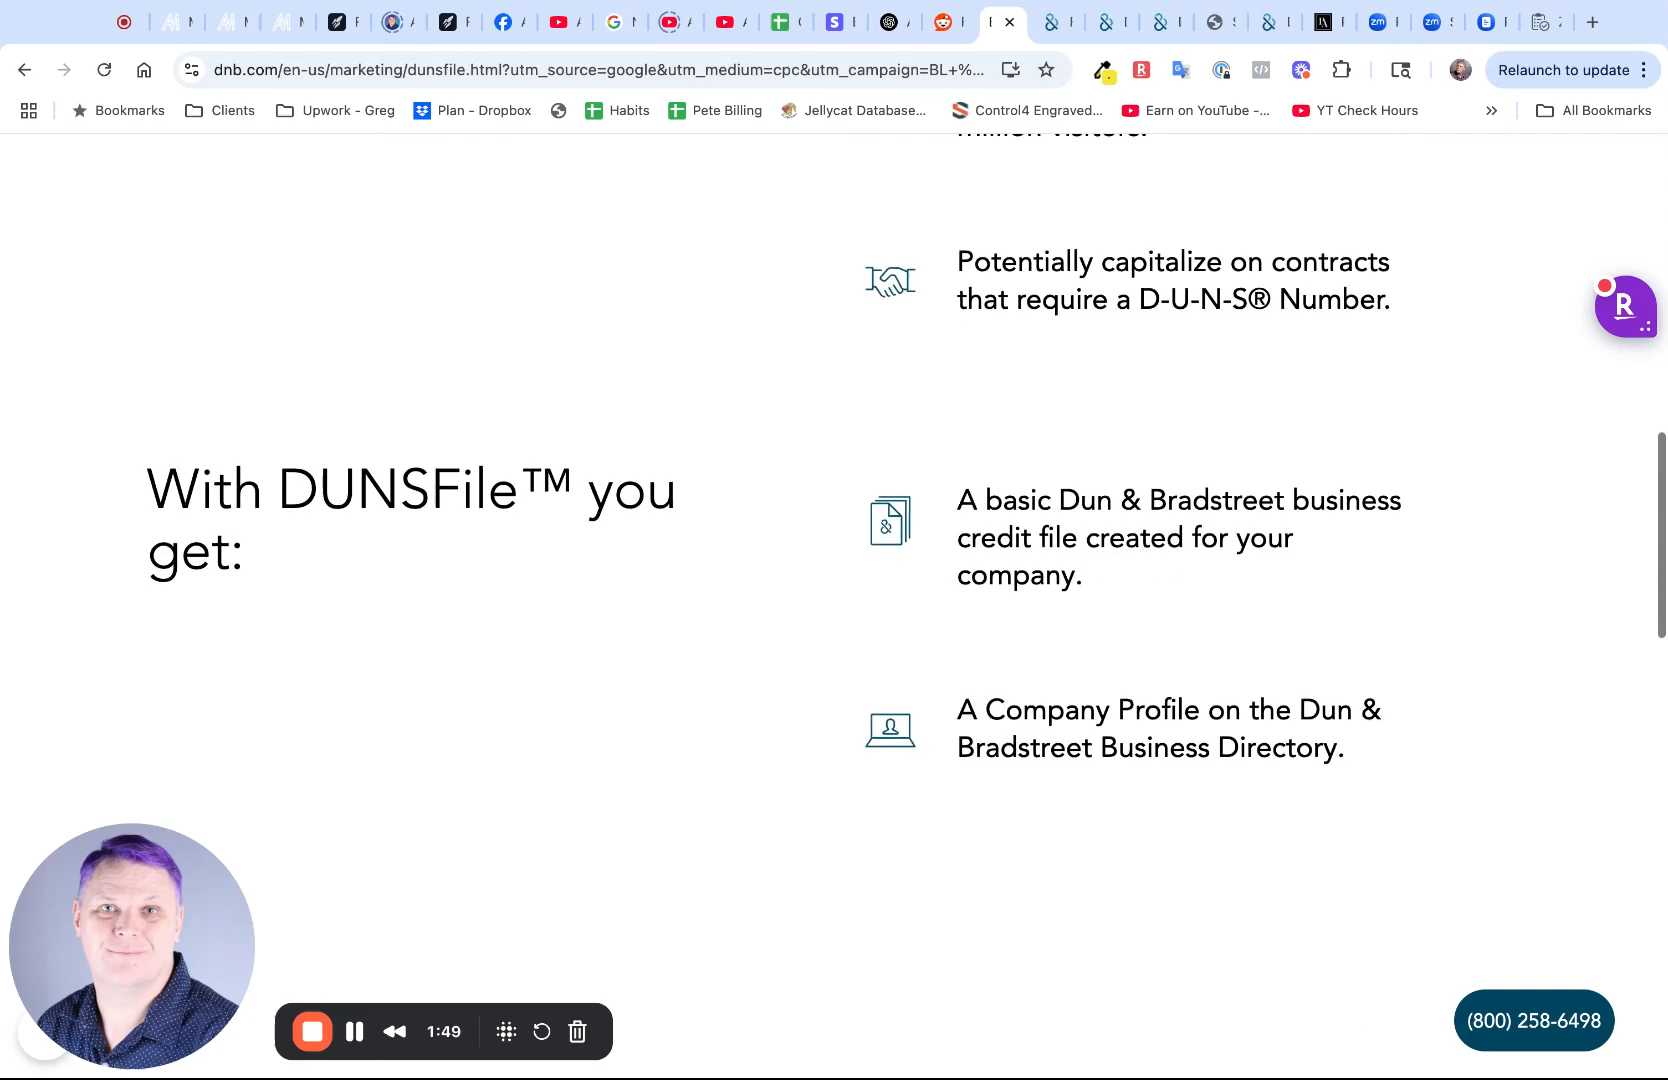 dnb.com/en-us/marketing/dunsfile.html?utm_source=google&utm_medium=cpc&utm_campaign=BL+%...
Relaunch to update
Bookmarks
Clients
Upwork - Greg
Plan - Dropbox
Habits
Pete Billing
Jellycat Database...
Control4 Engraved...
Earn on YouTube -...
YT Check Hours
All Bookmarks
million visitors.
Potentially capitalize on contracts
that require a D-U-N-S® Number.
With DUNSFile™ you
get:
A basic Dun & Bradstreet business
credit file created for your
company.
A Company Profile on the Dun &
Bradstreet Business Directory.
R
1:49
(800) 258-6498